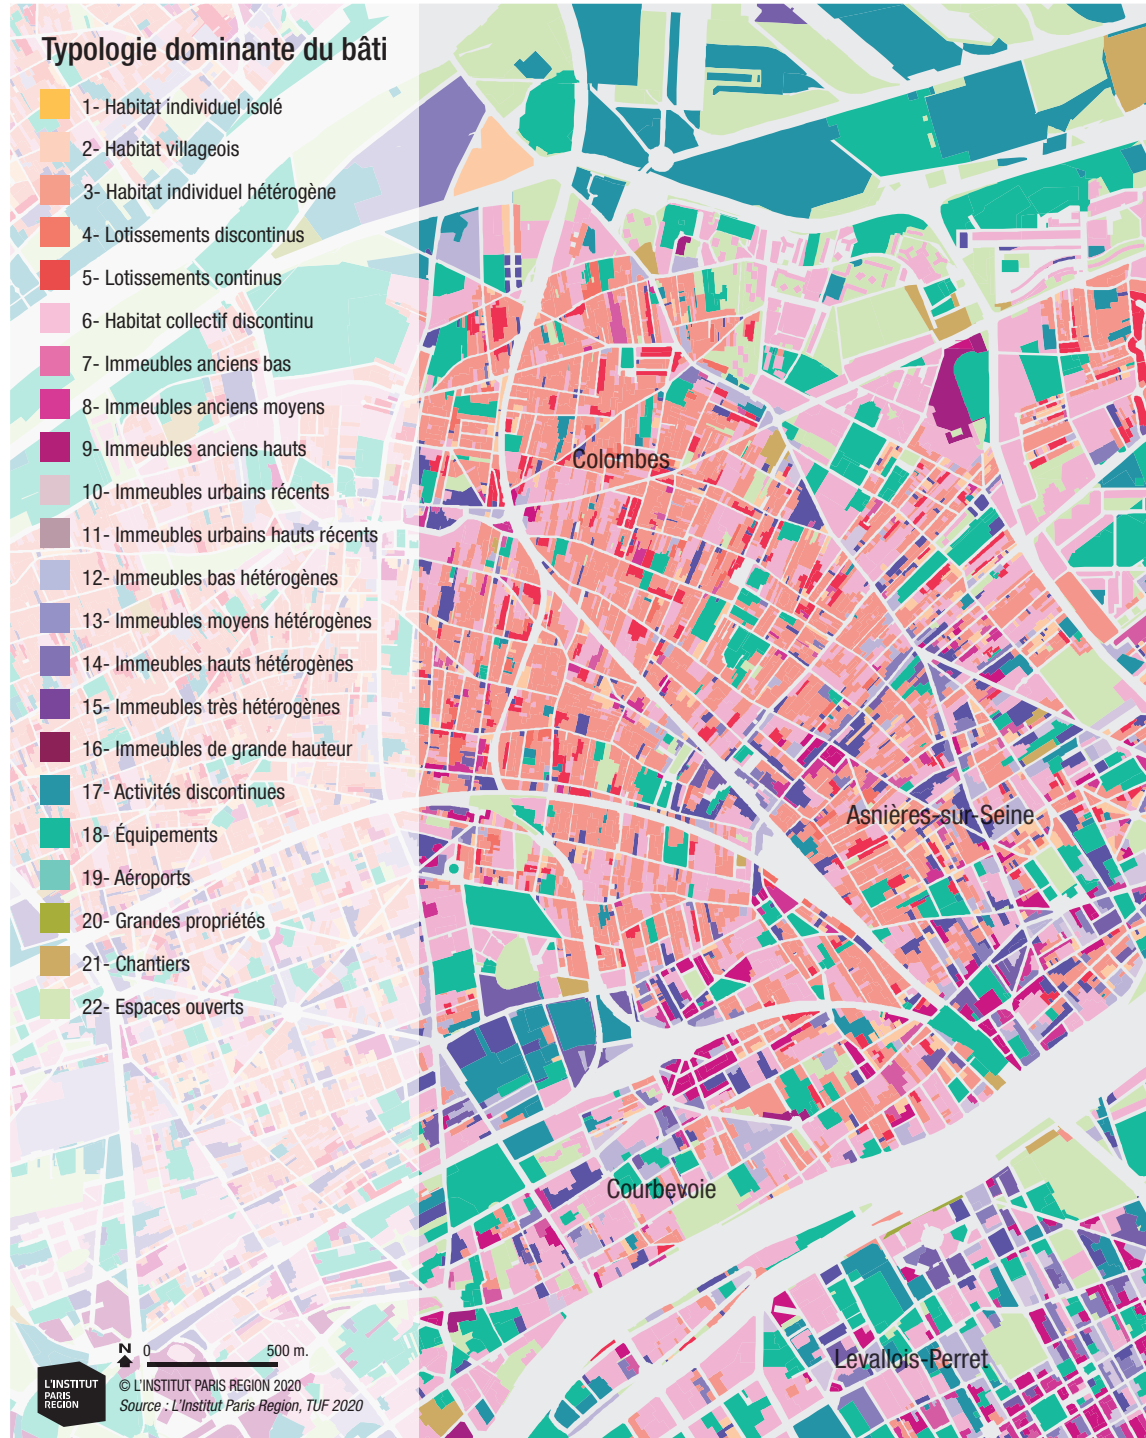 Typologie dominante du bâti
1- Habitat individuel isolé
2- Habitat villageois
3- Habitat individuel hétérogène
4- Lotissements discontinus
5- Lotissements continus
6- Habitat collectif discontinu
7- Immeubles anciens bas
8- Immeubles anciens moyens
9- Immeubles anciens hauts
10- Immeubles urbains récents
11- Immeubles urbains hauts récents
12- Immeubles bas hétérogènes
13- Immeubles moyens hétérogènes
14- Immeubles hauts hétérogènes
15- Immeubles très hétérogènes
16- Immeubles de grande hauteur
17- Activités discontinues
18- Équipements
19- Aéroports
20- Grandes propriétés
21- Chantiers
22- Espaces ouverts
Colombes
Asnières-sur-Seine
Courbevoie
Levallois-Perret
N
0 500 m.
L'INSTITUT
PARIS
REGION
© L'INSTITUT PARIS REGION 2020
Source : L'Institut Paris Region, TUF 2020